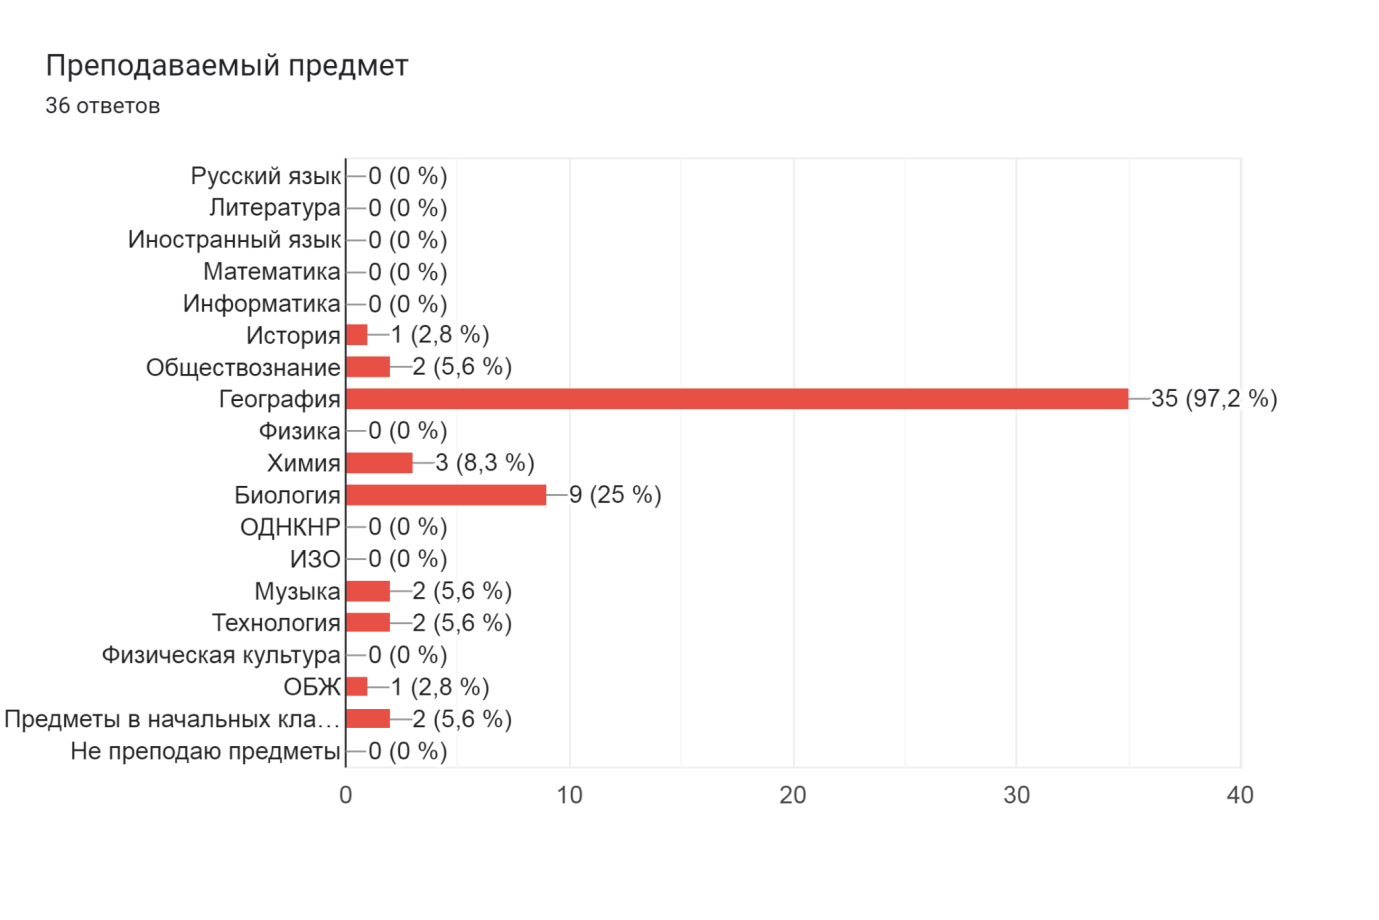 Преподаваемый предмет
36 ответов
Русский язык 0 (0 %)
Литература 0 (0 %)
Иностранный язык 0 (0 %)
Математика 0 (0 %)
Информатика 0 (0 %)
История 1 (2,8 %)
Обществознание 2 (5,6 %)
География 35 (97,2 %)
Физика 0 (0 %)
Химия 3 (8,3 %)
Биология 9 (25 %)
ОДНКНР 0 (0 %)
ИЗО 0 (0 %)
Музыка 2 (5,6 %)
Технология 2 (5,6 %)
Физическая культура 0 (0 %)
ОБЖ 1 (2,8 %)
Предметы в начальных кла… 2 (5,6 %)
Не преподаю предметы 0 (0 %)
0 10 20 30 40